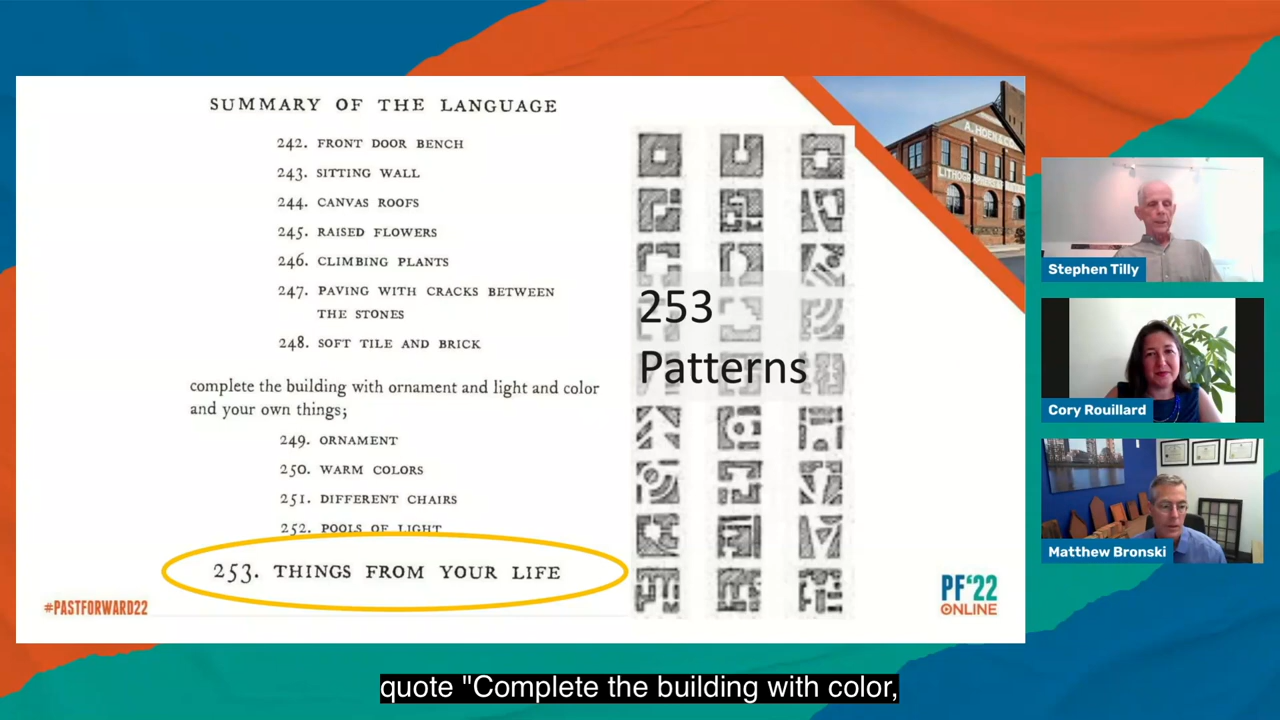 SUMMARY OF THE LANGUAGE
242. FRONT DOOR BENCH
243. SITTING WALL
244. CANVAS ROOFS
245. RAISED FLOWERS
246. CLIMBING PLANTS
247. PAVING WITH CRACKS BETWEEN
THE STONES
248. SOFT TILE AND BRICK
complete the building with ornament and light and color
and your own things;
249. ORNAMENT
250. WARM COLORS
251. DIFFERENT CHAIRS
252. POOLS OF LIGHT
253. THINGS FROM YOUR LIFE
#PASTFORWARD22
253
Patterns
A. HOEN &
LITHOGRAPHERS
PF'22
ONLINE
Stephen Tilly
Cory Rouillard
Matthew Bronski
quote "Complete the building with color,